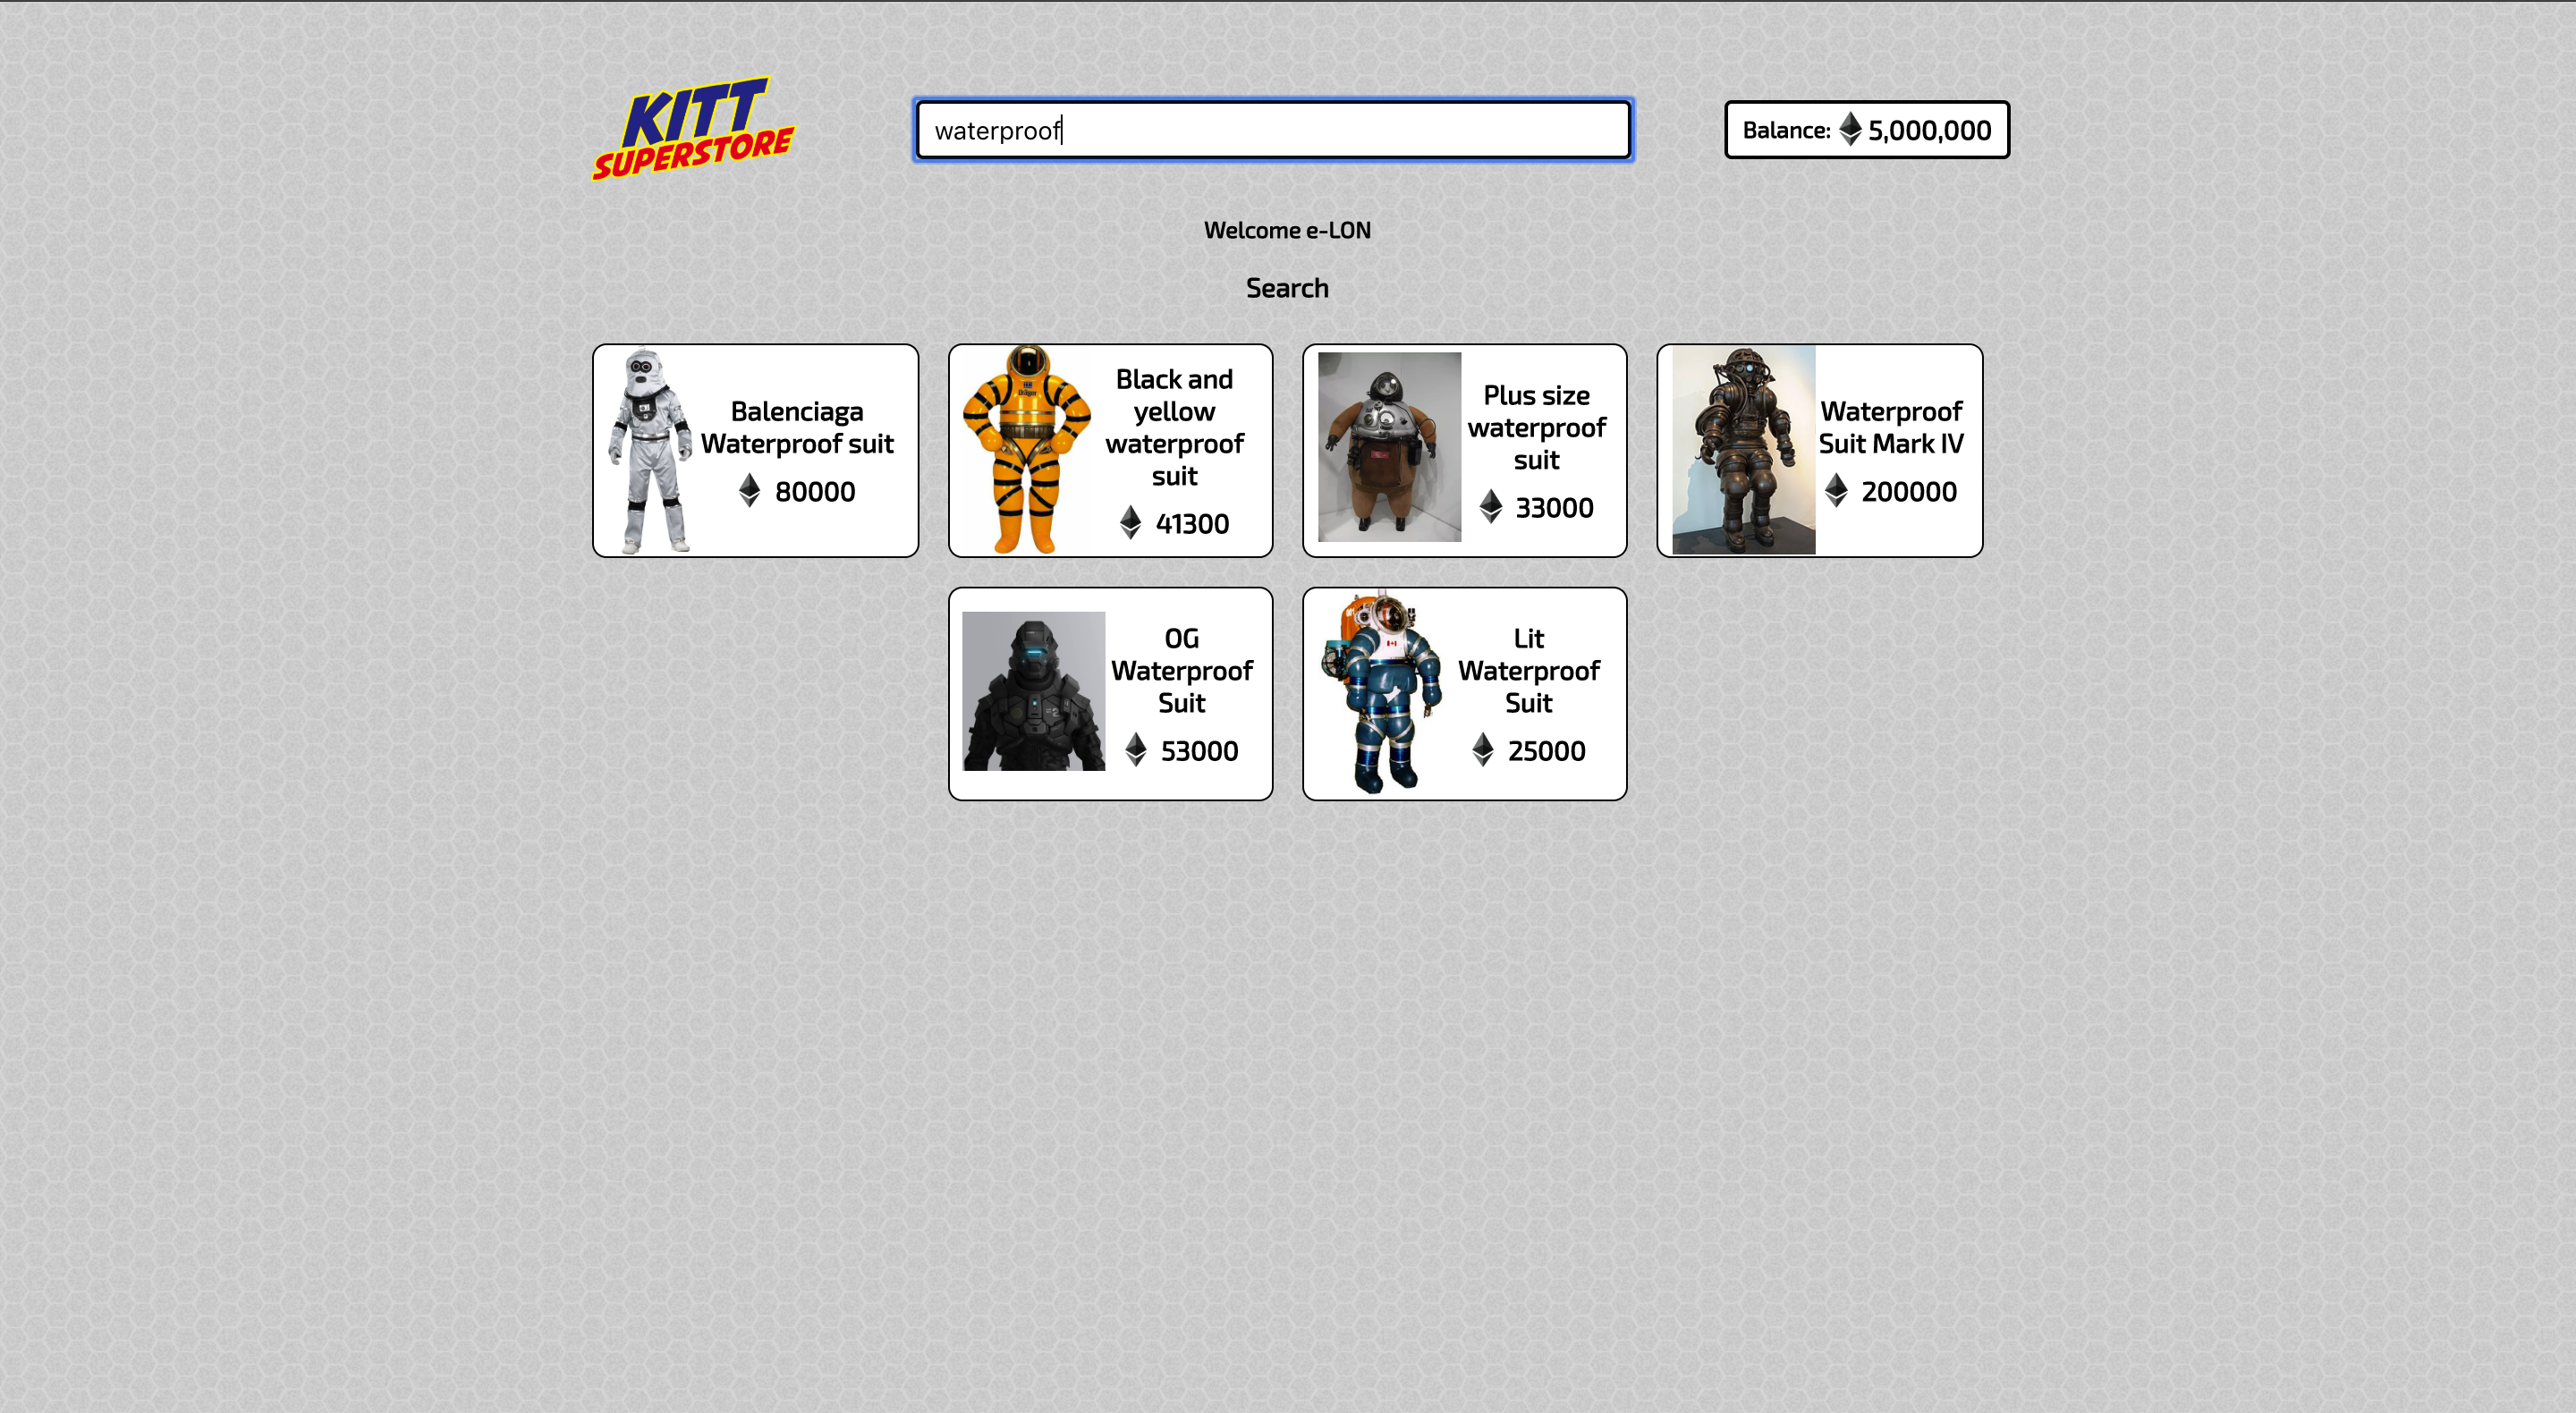 KITT
SUPERSTORE
waterproof
Balance: 5,000,000
Welcome e-LON
Search
Balenciaga
Waterproof suit
80000
Black and
yellow
waterproof
suit
41300
Plus size
waterproof
suit
33000
Waterproof
Suit Mark IV
200000
OG
Waterproof
Suit
53000
Lit
Waterproof
Suit
25000